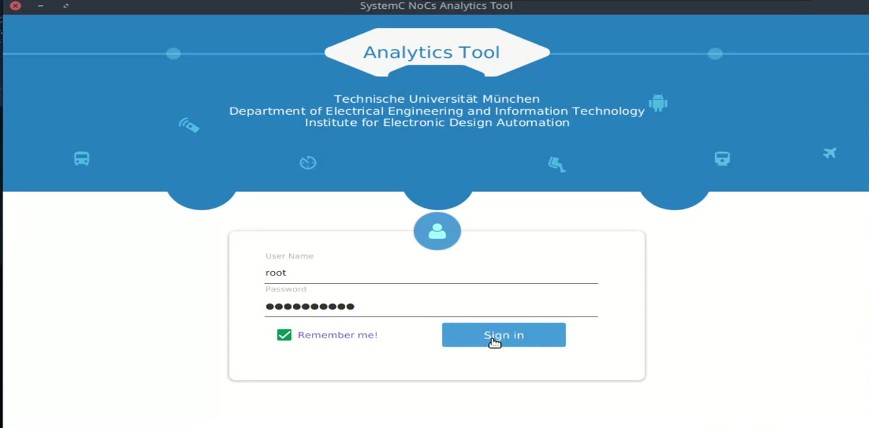 SystemC NoCs Analytics Tool
Analytics Tool
Technische Universität München
Department of Electrical Engineering and Information Technology
Institute for Electronic Design Automation
User Name
root
Password
Remember me!
Sign in